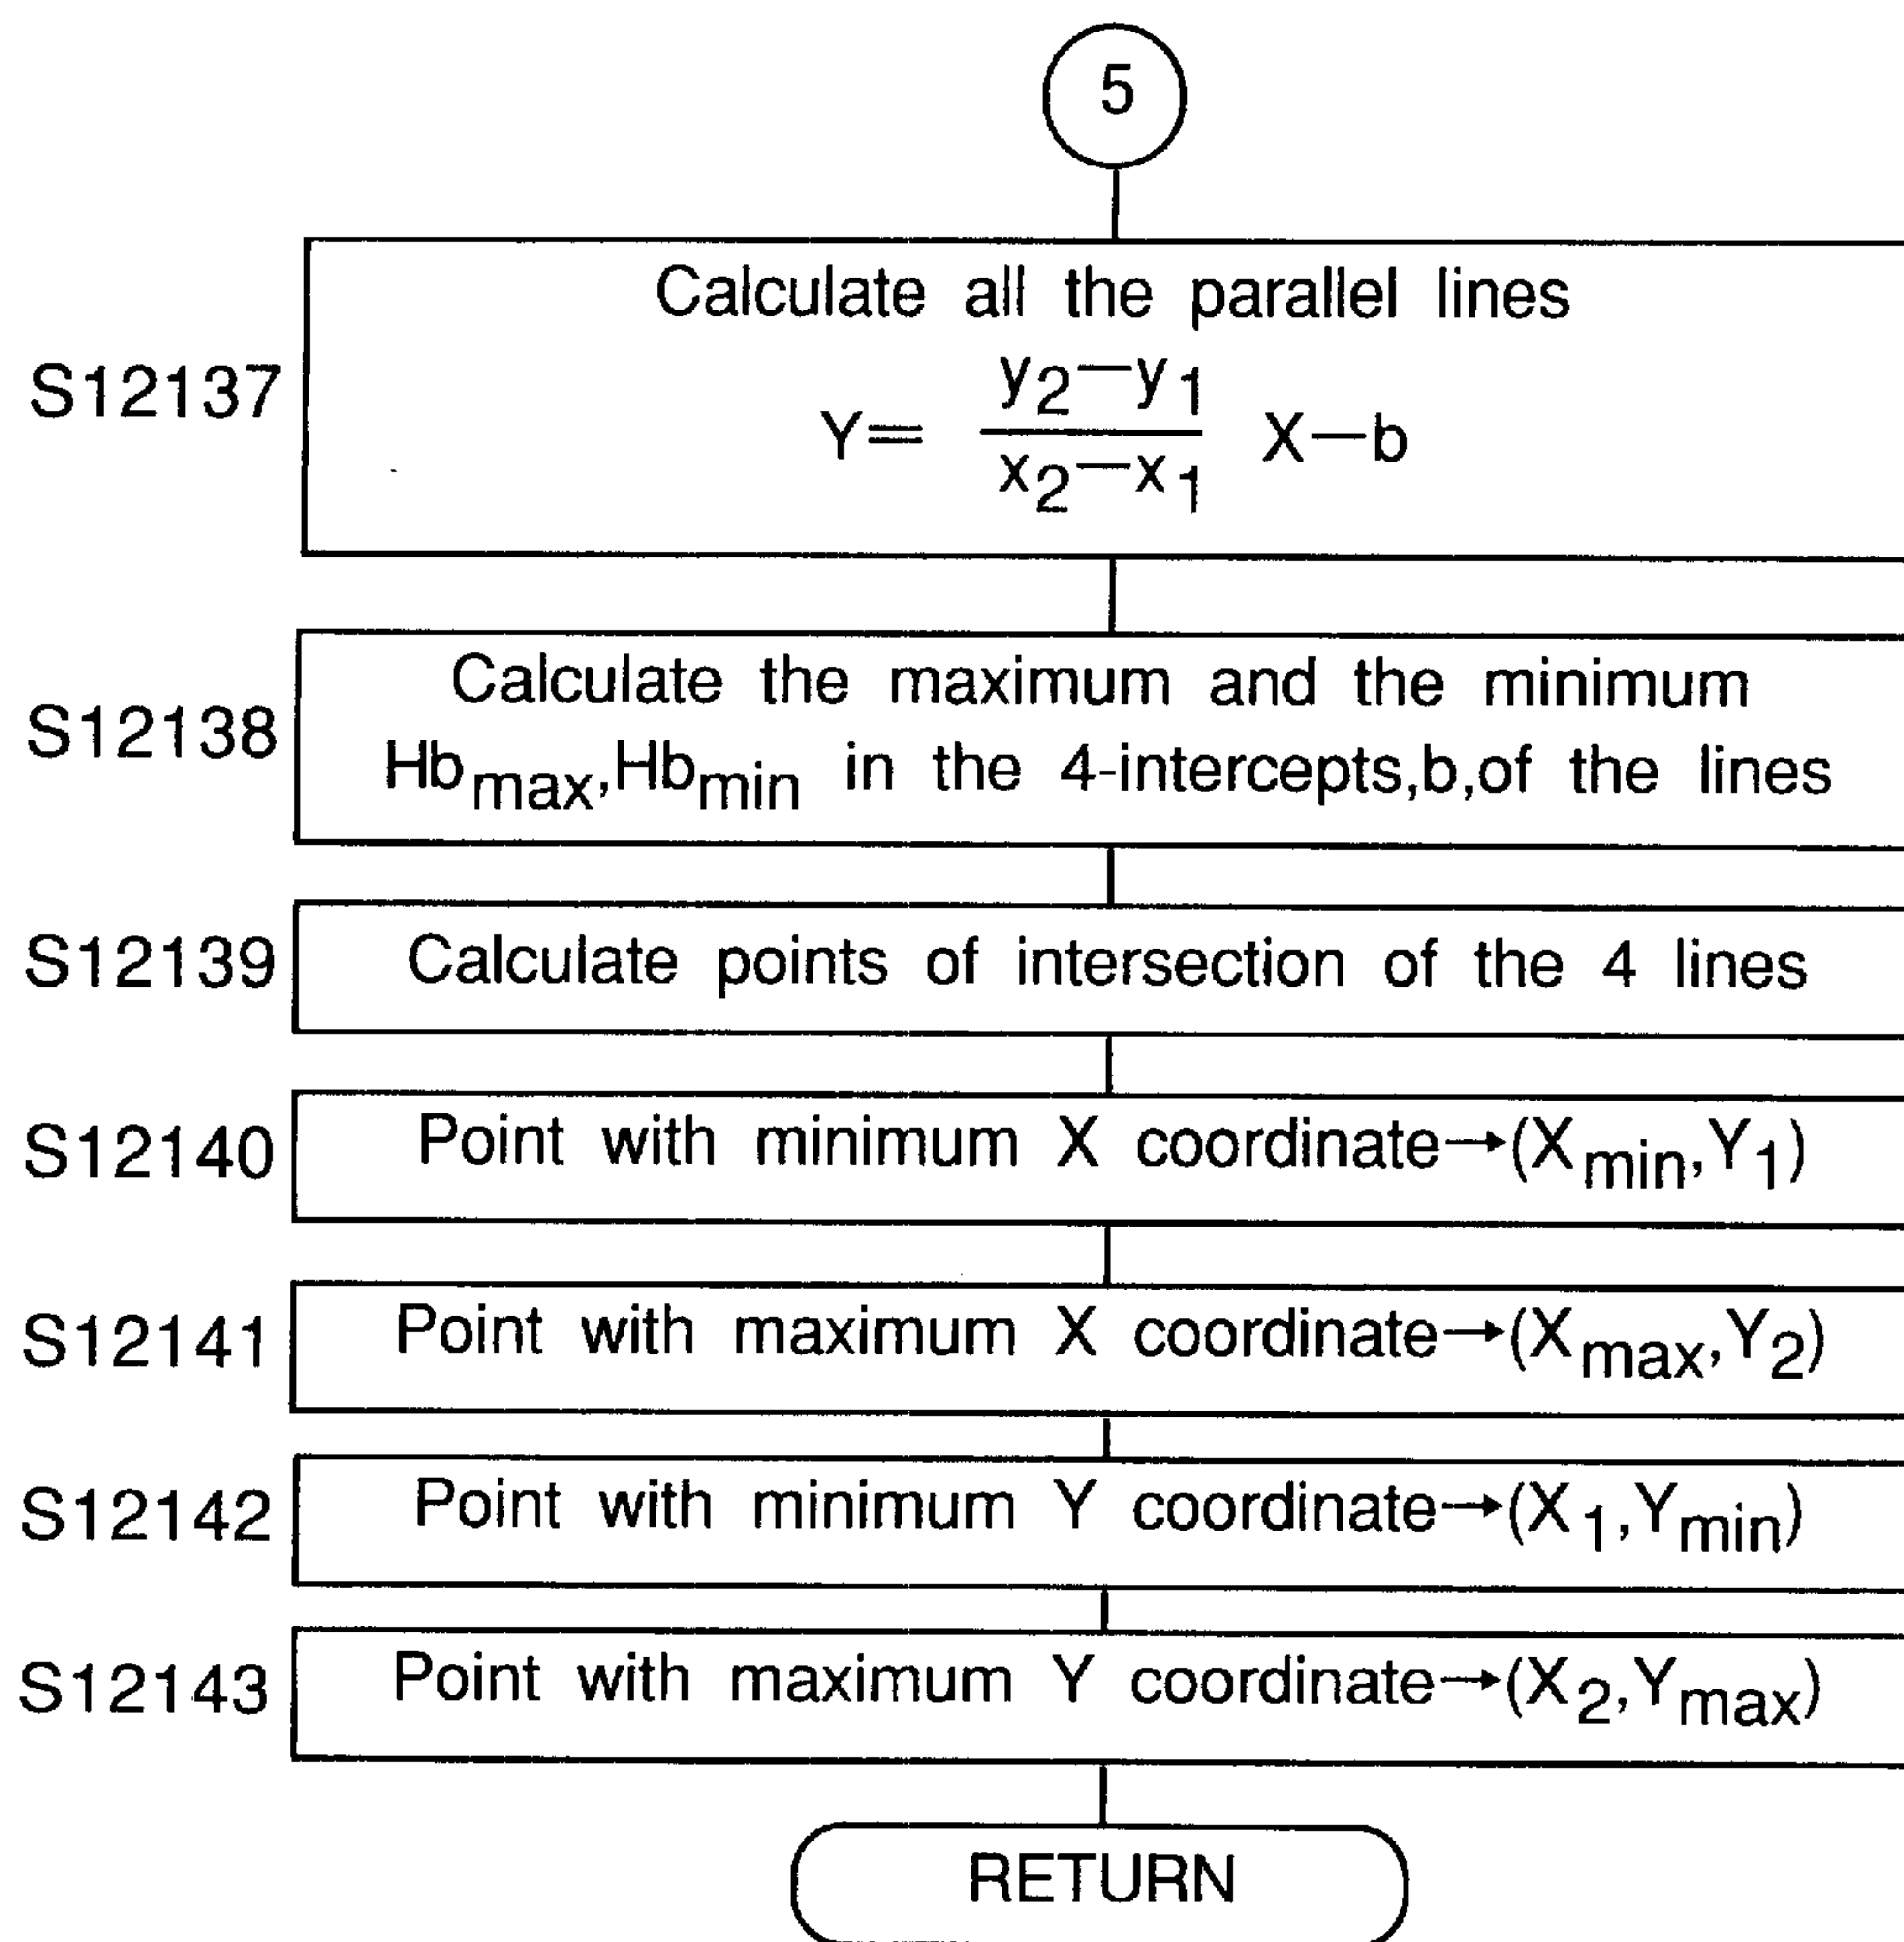 5
Calculate all the parallel lines
S12137
Y= y2—y1 / x2—x1 X—b
Calculate the maximum and the minimum
S12138
Hbmax,Hbmin in the 4-intercepts,b,of the lines
S12139 Calculate points of intersection of the 4 lines
S12140 Point with minimum X coordinate→(Xmin,Y1)
S12141 Point with maximum X coordinate→(Xmax,Y2)
S12142 Point with minimum Y coordinate→(X1,Ymin)
S12143 Point with maximum Y coordinate→(X2,Ymax)
RETURN